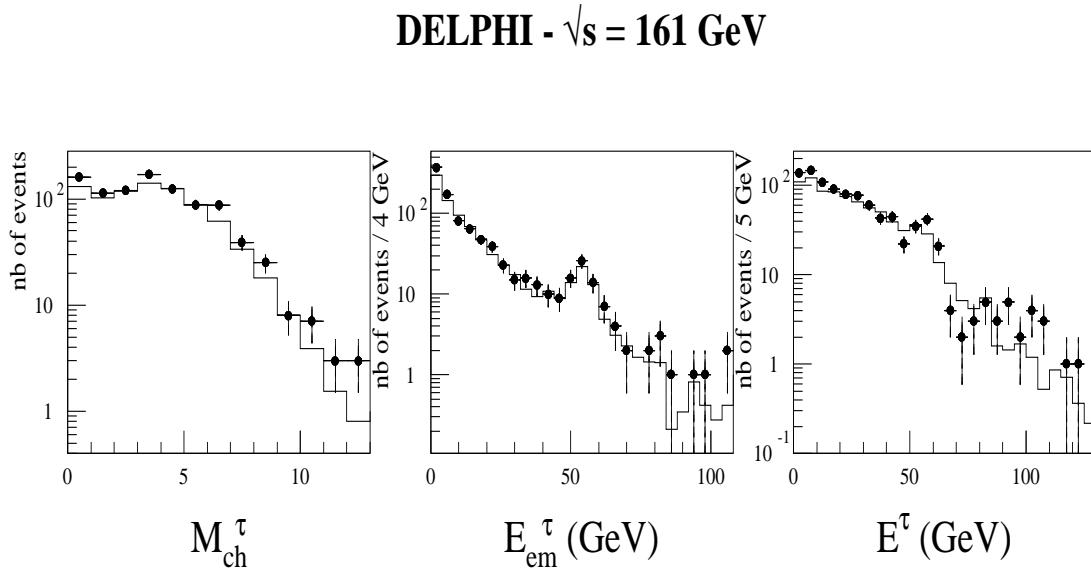 DELPHI - √s = 161 GeV
nb of events
10²
10
1
0 5 10
M_ch^τ
nb of events / 4 GeV
10²
10
1
0 50 100
E_em^τ (GeV)
nb of events / 5 GeV
10²
10
1
10⁻¹
0 50 100
E^τ (GeV)